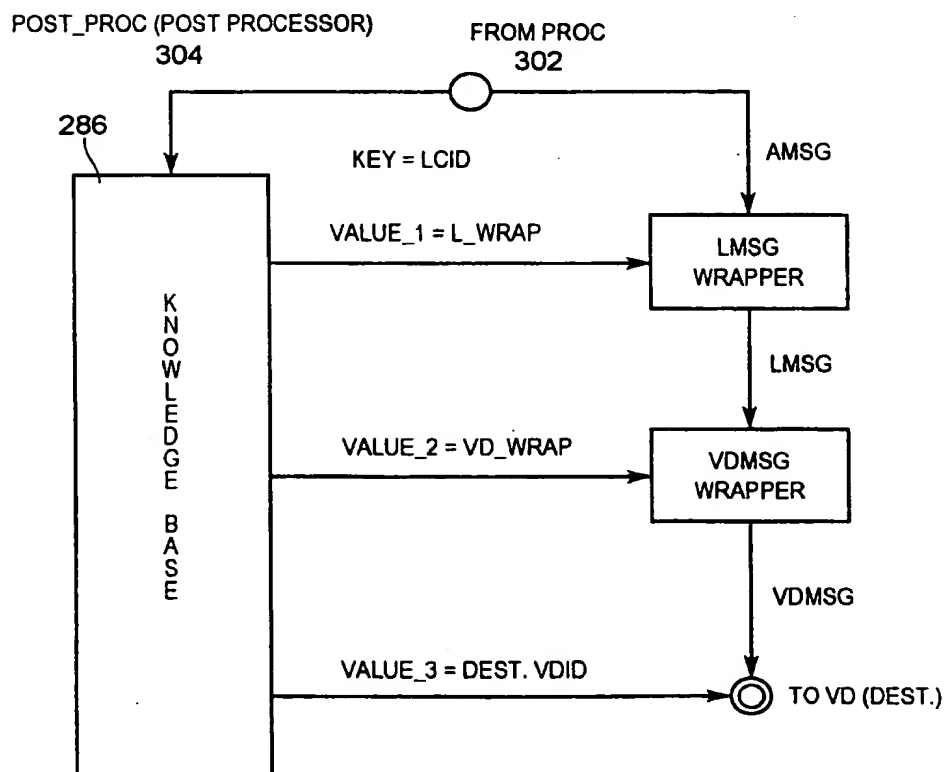 POST_PROC (POST PROCESSOR)
304
FROM PROC
302
286
KEY = LCID
AMSG
VALUE_1 = L_WRAP
LMSG
WRAPPER
KNOWLEDGE BASE
LMSG
VALUE_2 = VD_WRAP
VDMSG
WRAPPER
VDMSG
VALUE_3 = DEST. VDID
TO VD (DEST.)